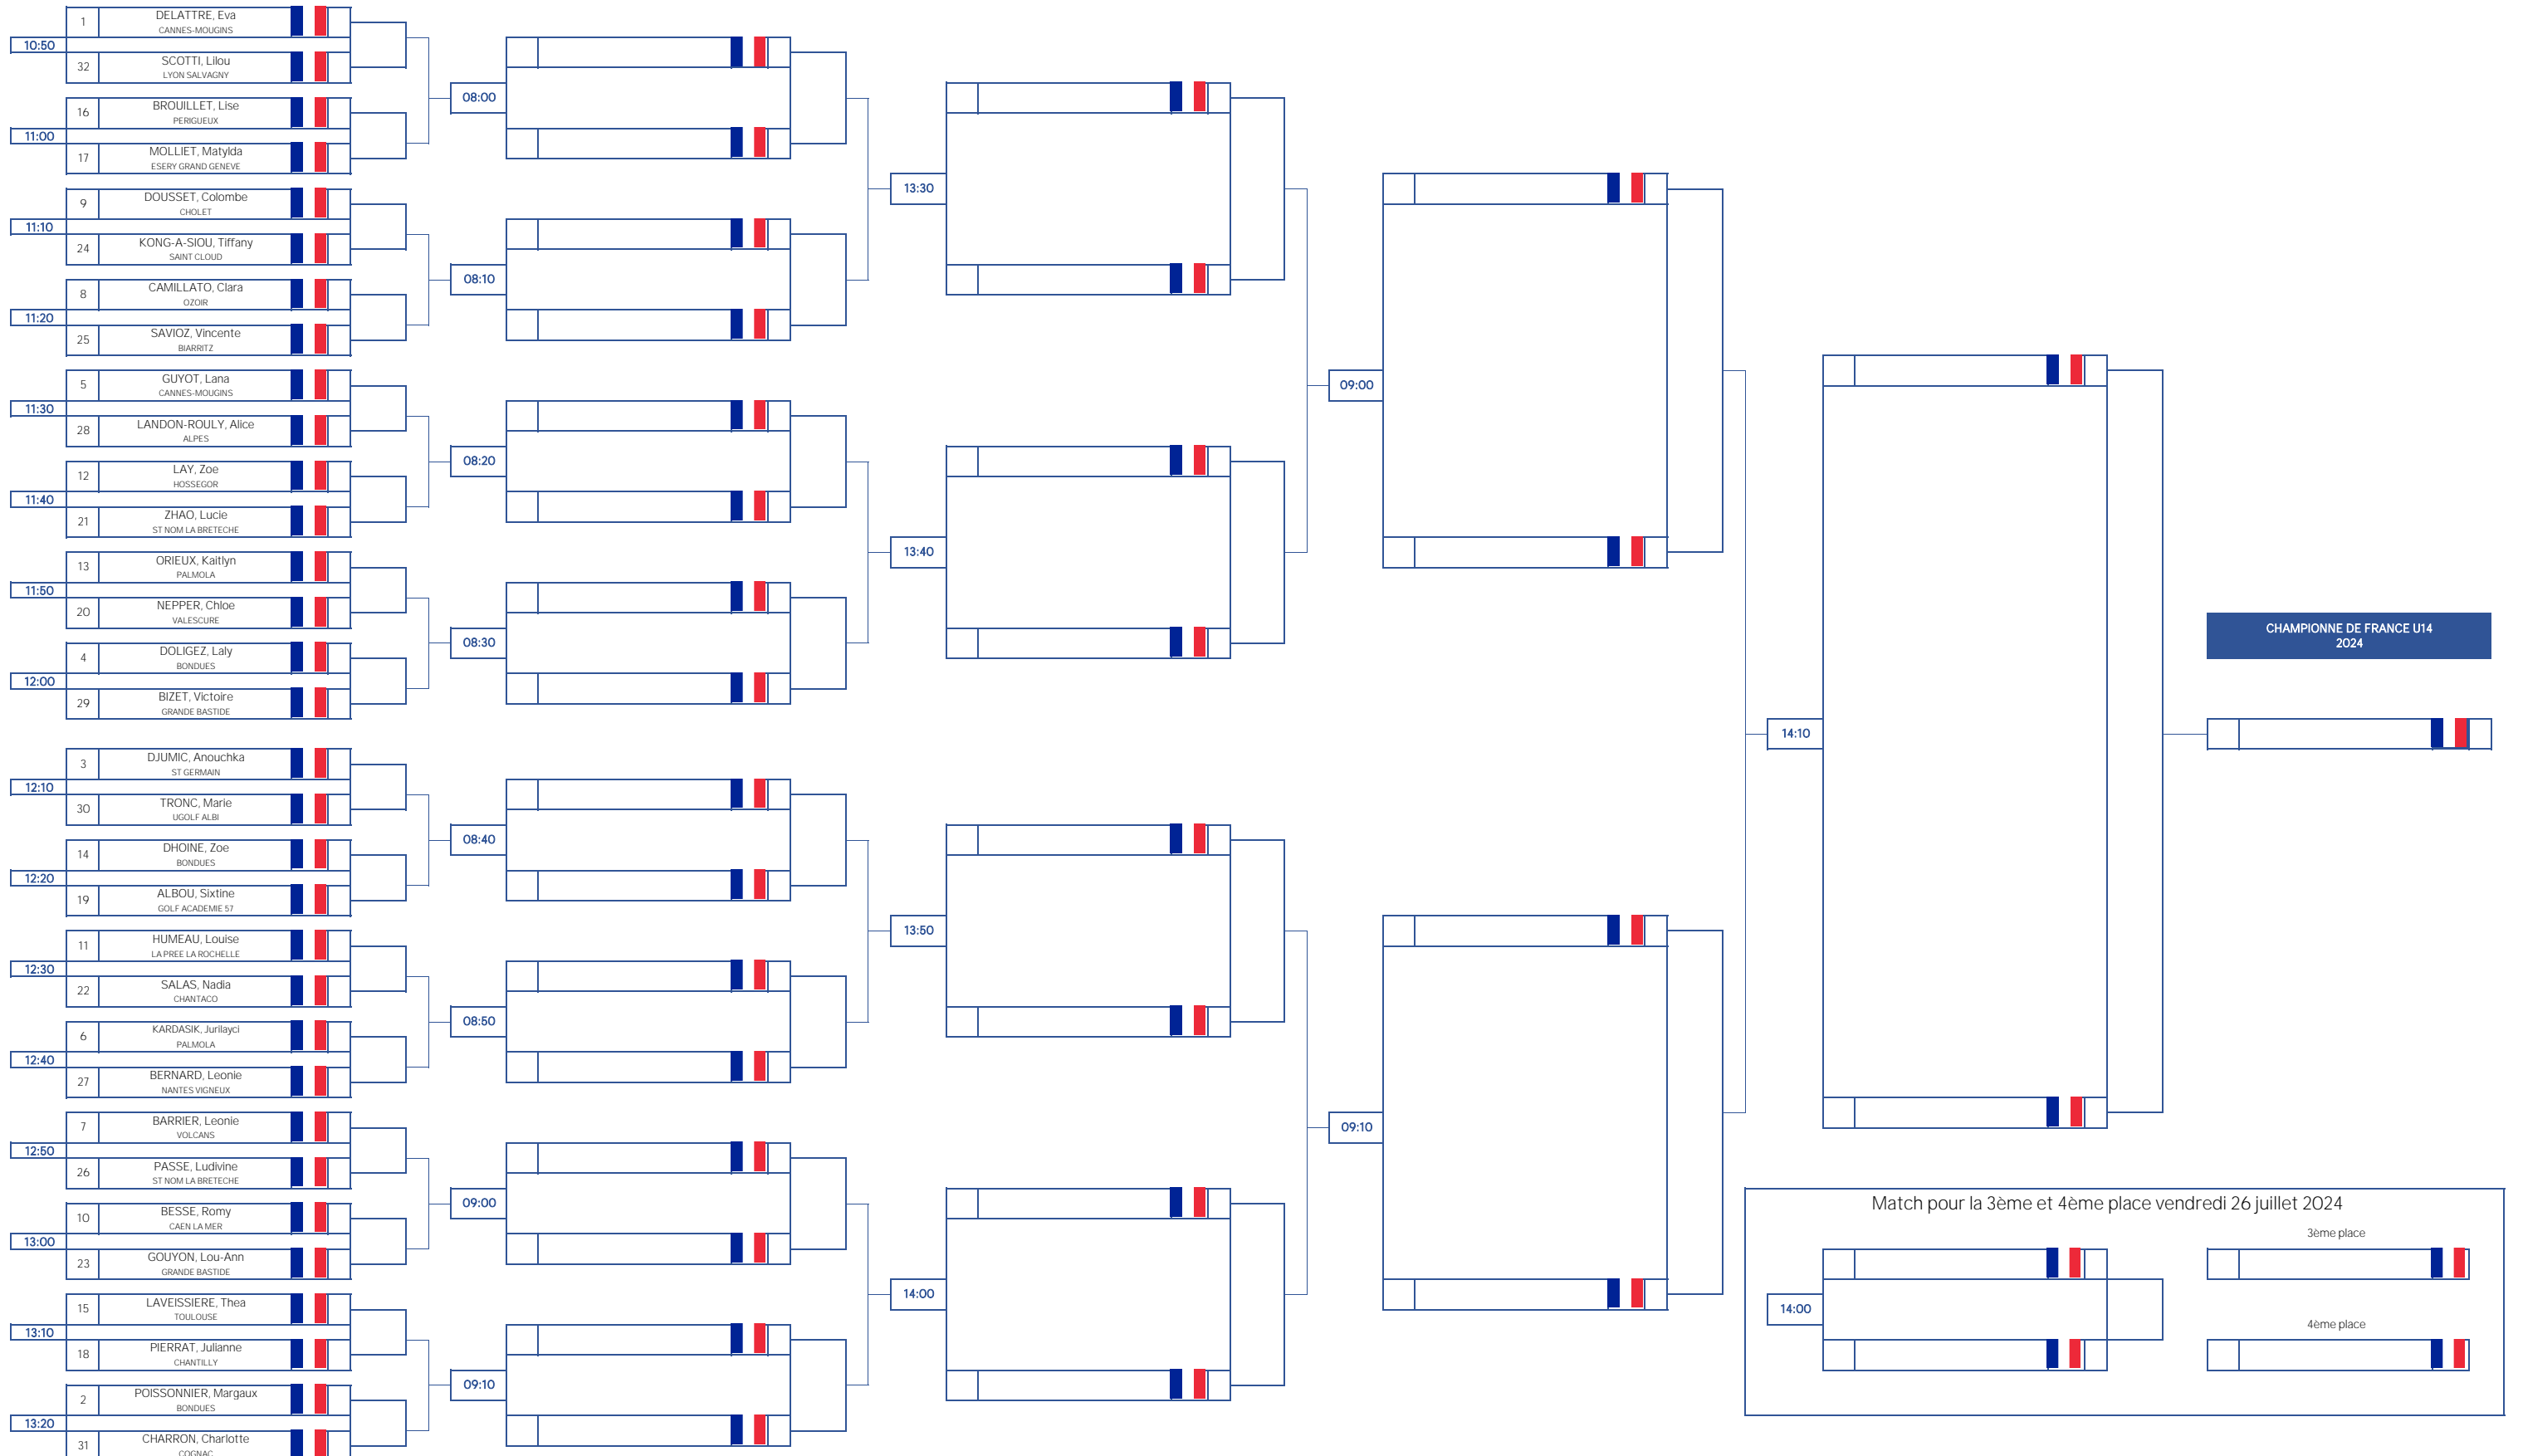 1
DELATTRE, Eva
CANNES-MOUGINS
10:50
32
SCOTTI, Lilou
LYON SALVAGNY
16
BROUILLET, Lise
PERIGUEUX
11:00
17
MOLLIET, Matylda
ESERY GRAND GENEVE
9
DOUSSET, Colombe
CHOLET
11:10
24
KONG-A-SIOU, Tiffany
SAINT CLOUD
8
CAMILLATO, Clara
OZOIR
11:20
25
SAVIOZ, Vincente
BIARRITZ
5
GUYOT, Lana
CANNES-MOUGINS
11:30
28
LANDON-ROULY, Alice
ALPES
12
LAY, Zoe
HOSSEGOR
11:40
21
ZHAO, Lucie
ST NOM LA BRETECHE
13
ORIEUX, Kaitlyn
PALMOLA
11:50
20
NEPPER, Chloe
VALESCURE
4
DOLIGEZ, Laly
BONDUES
12:00
29
BIZET, Victoire
GRANDE BASTIDE
3
DJUMIC, Anouchka
ST GERMAIN
12:10
30
TRONC, Marie
UGOLF ALBI
14
DHOINE, Zoe
BONDUES
12:20
19
ALBOU, Sixtine
GOLF ACADEMIE 57
11
HUMEAU, Louise
LA PREE LA ROCHELLE
12:30
22
SALAS, Nadia
CHANTACO
6
KARDASIK, Jurilayci
PALMOLA
12:40
27
BERNARD, Leonie
NANTES VIGNEUX
7
BARRIER, Leonie
VOLCANS
12:50
26
PASSE, Ludivine
ST NOM LA BRETECHE
10
BESSE, Romy
CAEN LA MER
13:00
23
GOUYON, Lou-Ann
GRANDE BASTIDE
15
LAVEISSIERE, Thea
TOULOUSE
13:10
18
PIERRAT, Julianne
CHANTILLY
2
POISSONNIER, Margaux
BONDUES
13:20
31
CHARRON, Charlotte
COGNAC
08:00
08:10
08:20
08:30
08:40
08:50
09:00
09:10
13:30
13:40
13:50
14:00
09:00
09:10
14:10
CHAMPIONNE DE FRANCE U14
2024
Match pour la 3ème et 4ème place vendredi 26 juillet 2024
3ème place
14:00
4ème place